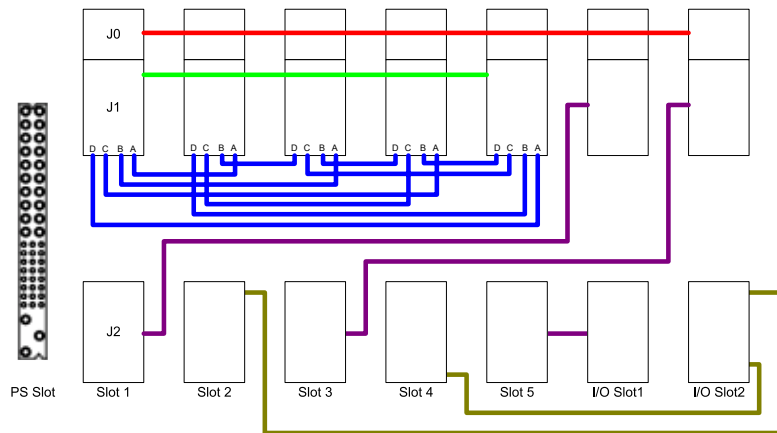 J0
J1
D C B A
D C B A
D C B A
D C B A
D C B A
J2
PS Slot
Slot 1
Slot 2
Slot 3
Slot 4
Slot 5
I/O Slot1
I/O Slot2